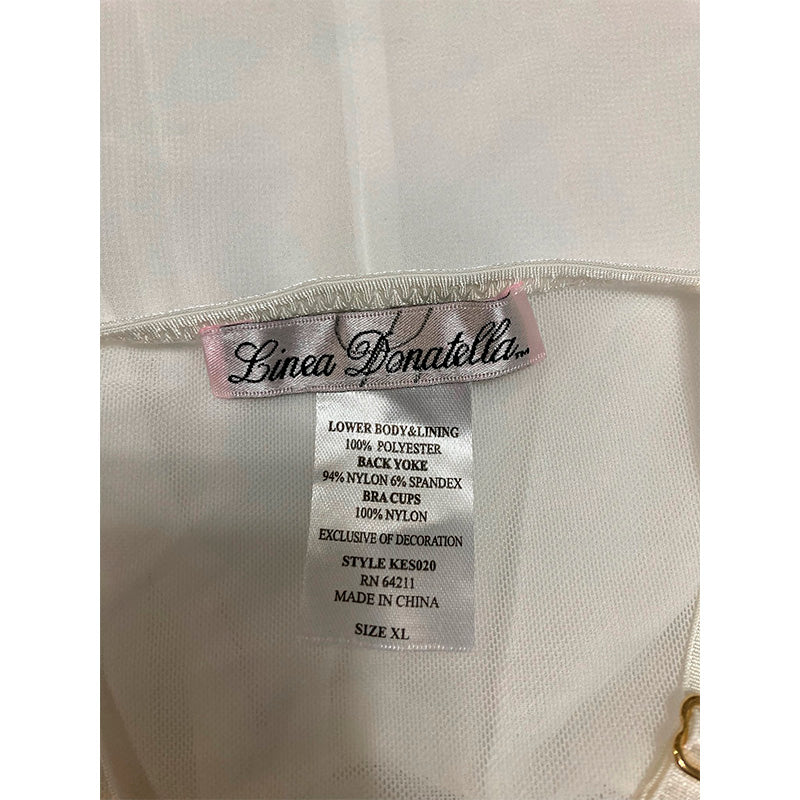 Linea Donatella™
LOWER BODY&LINING
100% POLYESTER
BACK YOKE
94% NYLON 6% SPANDEX
BRA CUPS
100% NYLON
EXCLUSIVE OF DECORATION
STYLE KES020
RN 64211
MADE IN CHINA
SIZE XL